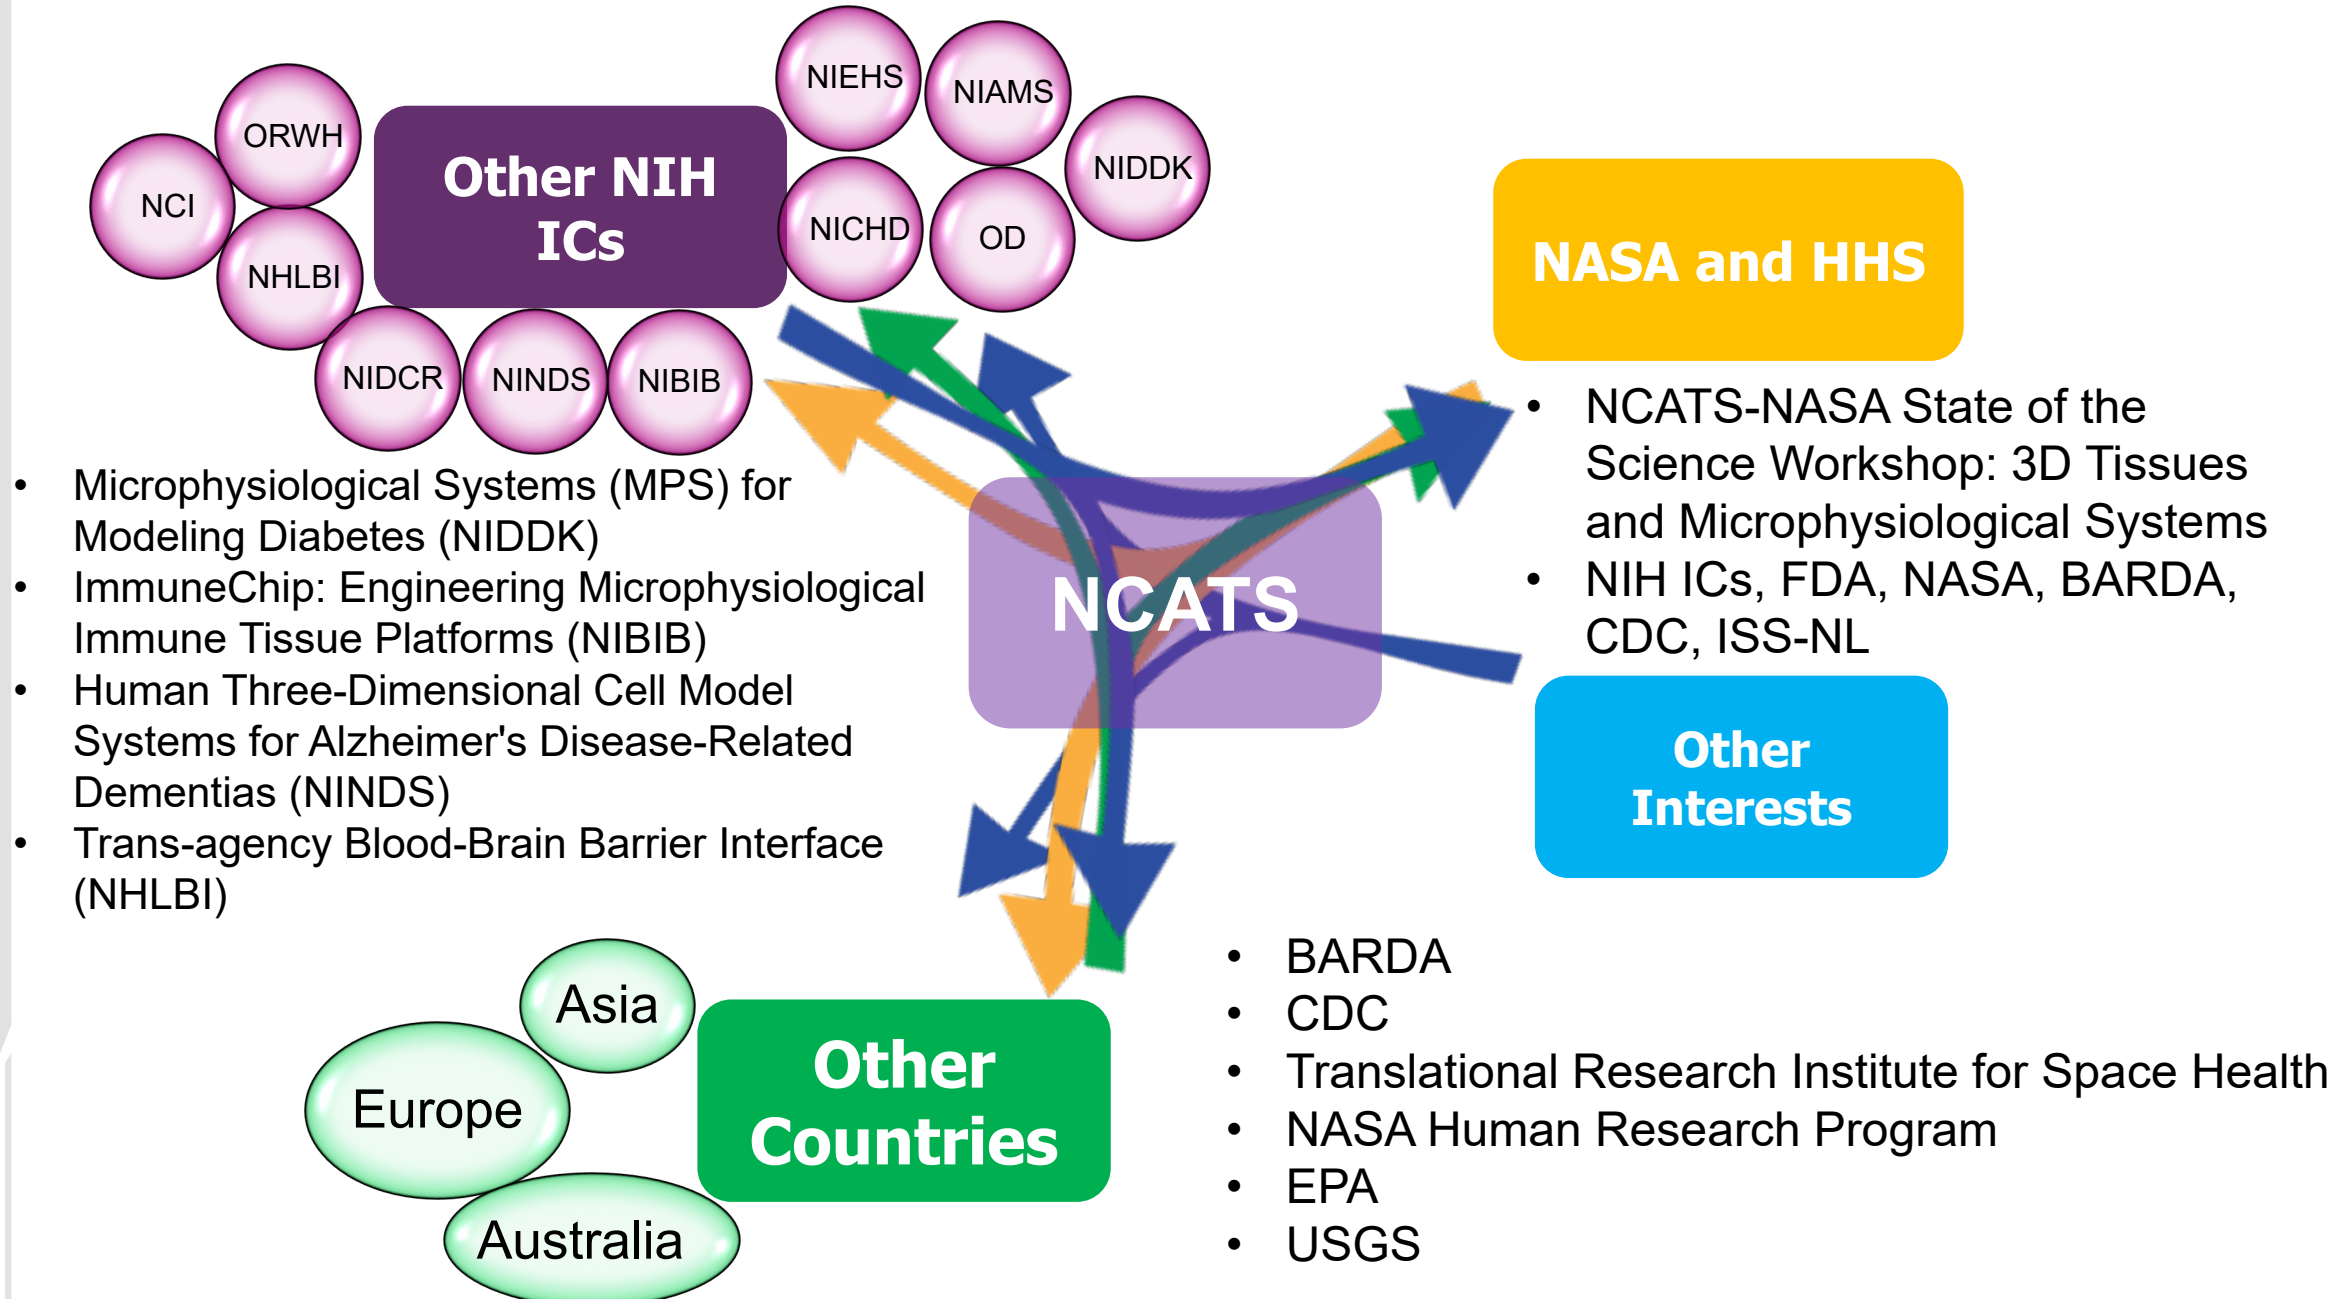 NIEHS
NIAMS
ORWH
NIDDK
NCI
Other NIH
ICs
NICHD
OD
NHLBI
NIDCR
NINDS
NIBIB
• Microphysiological Systems (MPS) for
Modeling Diabetes (NIDDK)
• ImmuneChip: Engineering Microphysiological
Immune Tissue Platforms (NIBIB)
• Human Three-Dimensional Cell Model
Systems for Alzheimer's Disease-Related
Dementias (NINDS)
• Trans-agency Blood-Brain Barrier Interface
(NHLBI)
NASA and HHS
• NCATS-NASA State of the
Science Workshop: 3D Tissues
and Microphysiological Systems
• NIH ICs, FDA, NASA, BARDA,
CDC, ISS-NL
NCATS
Other
Interests
• BARDA
• CDC
• Translational Research Institute for Space Health
• NASA Human Research Program
• EPA
• USGS
Asia
Europe
Australia
Other
Countries